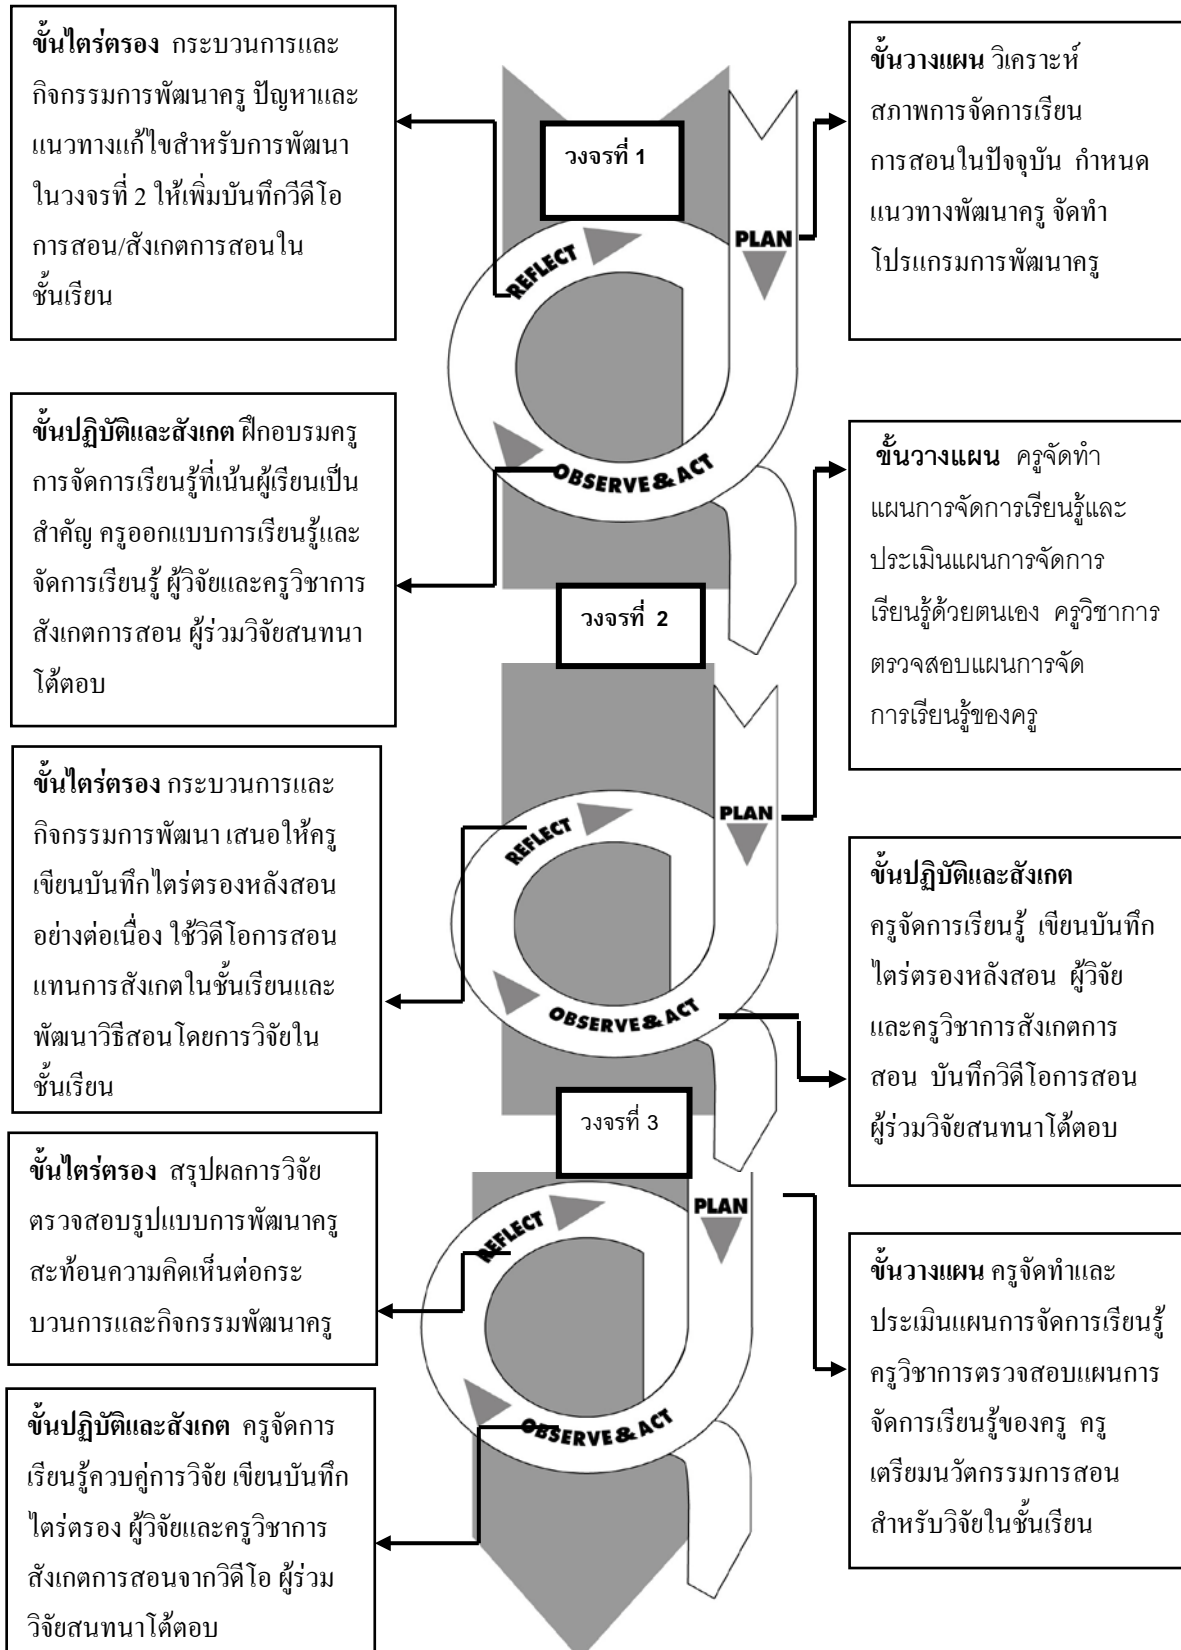 ขั้นไตร่ตรอง กระบวนการและ
กิจกรรมการพัฒนาครู ปัญหาและ
แนวทางแก้ไขสำหรับการพัฒนา
ในวงจรที่ 2 ให้เพิ่มบันทึกวีดีโอ
การสอน/สังเกตการสอนใน
ชั้นเรียน
วงจรที่ 1
ขั้นวางแผน วิเคราะห์
สภาพการจัดการเรียน
การสอนในปัจจุบัน กำหนด
แนวทางพัฒนาครู จัดทำ
โปรแกรมการพัฒนาครู
REFLECT
PLAN
OBSERVE & ACT
ขั้นปฏิบัติและสังเกต ฝึกอบรมครู
การจัดการเรียนรู้ที่เน้นผู้เรียนเป็น
สำคัญ ครูออกแบบการเรียนรู้และ
จัดการเรียนรู้ ผู้วิจัยและครูวิชาการ
สังเกตการสอน ผู้ร่วมวิจัยสนทนา
โต้ตอบ
วงจรที่ 2
ขั้นวางแผน ครูจัดทำ
แผนการจัดการเรียนรู้และ
ประเมินแผนการจัดการ
เรียนรู้ด้วยตนเอง ครูวิชาการ
ตรวจสอบแผนการจัด
การเรียนรู้ของครู
ขั้นไตร่ตรอง กระบวนการและ
กิจกรรมการพัฒนา เสนอให้ครู
เขียนบันทึกไตร่ตรองหลังสอน
อย่างต่อเนื่อง ใช้วิดีโอการสอน
แทนการสังเกตในชั้นเรียนและ
พัฒนาวิธีสอนโดยการวิจัยใน
ชั้นเรียน
REFLECT
PLAN
OBSERVE & ACT
ขั้นปฏิบัติและสังเกต
ครูจัดการเรียนรู้ เขียนบันทึก
ไตร่ตรองหลังสอน ผู้วิจัย
และครูวิชาการสังเกตการ
สอน บันทึกวิดีโอการสอน
ผู้ร่วมวิจัยสนทนาโต้ตอบ
วงจรที่ 3
ขั้นไตร่ตรอง สรุปผลการวิจัย
ตรวจสอบรูปแบบการพัฒนาครู
สะท้อนความคิดเห็นต่อกระ
บวนการและกิจกรรมพัฒนาครู
REFLECT
PLAN
OBSERVE & ACT
ขั้นวางแผน ครูจัดทำและ
ประเมินแผนการจัดการเรียนรู้
ครูวิชาการตรวจสอบแผนการ
จัดการเรียนรู้ของครู ครู
เตรียมนวัตกรรมการสอน
สำหรับวิจัยในชั้นเรียน
ขั้นปฏิบัติและสังเกต ครูจัดการ
เรียนรู้ควบคู่การวิจัย เขียนบันทึก
ไตร่ตรอง ผู้วิจัยและครูวิชาการ
สังเกตการสอนจากวิดีโอ ผู้ร่วม
วิจัยสนทนาโต้ตอบ